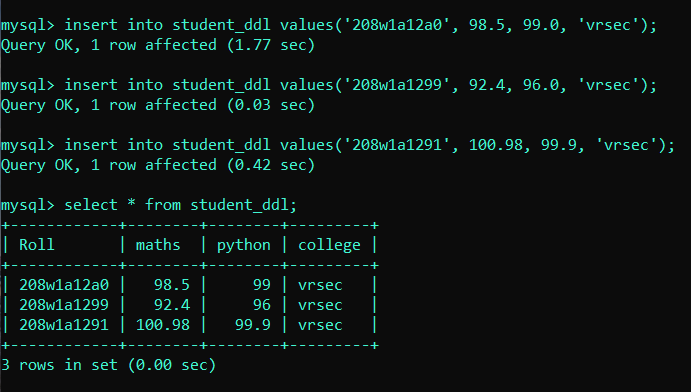 mysql> insert into student_ddl values('208w1a12a0', 98.5, 99.0, 'vrsec');
Query OK, 1 row affected (1.77 sec)
mysql> insert into student_ddl values('208w1a1299', 92.4, 96.0, 'vrsec');
Query OK, 1 row affected (0.03 sec)
mysql> insert into student_ddl values('208w1a1291', 100.98, 99.9, 'vrsec');
Query OK, 1 row affected (0.42 sec)
mysql> select * from student_ddl;
+------------+--------+--------+---------+
| Roll       | maths  | python | college |
+------------+--------+--------+---------+
| 208w1a12a0 |   98.5 |     99 | vrsec   |
| 208w1a1299 |   92.4 |     96 | vrsec   |
| 208w1a1291 | 100.98 |   99.9 | vrsec   |
+------------+--------+--------+---------+
3 rows in set (0.00 sec)